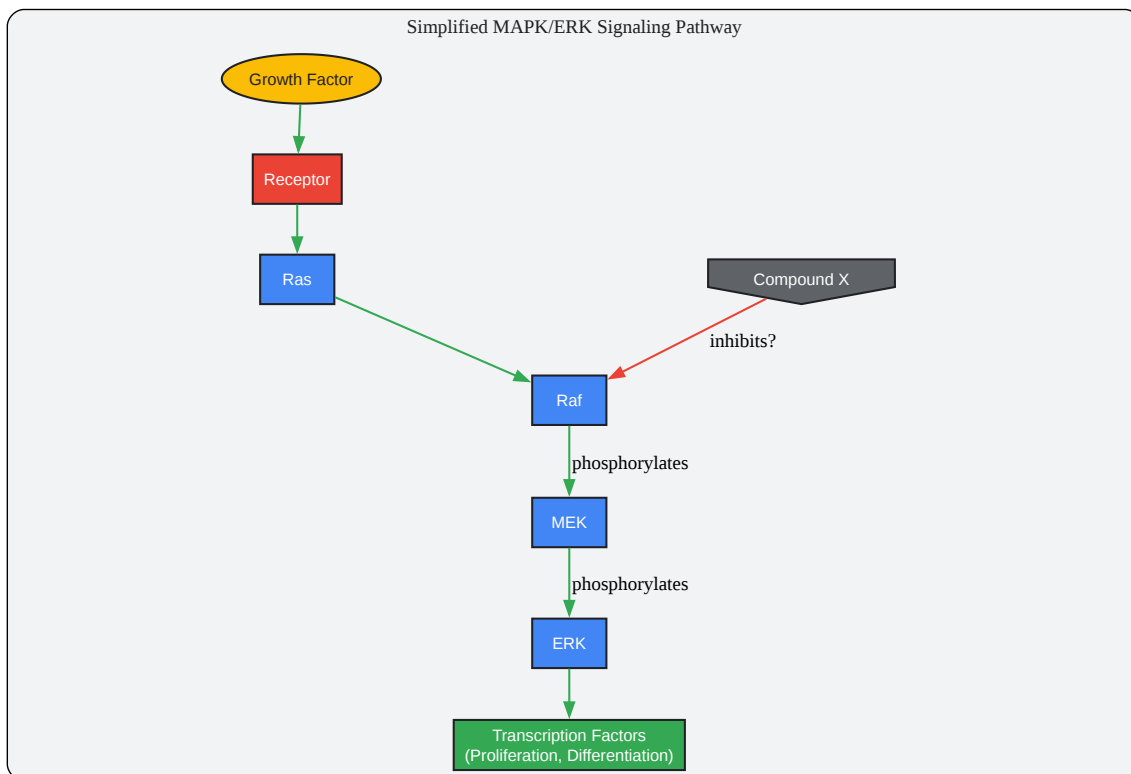 Simplified MAPK/ERK Signaling Pathway
Growth Factor
Receptor
Ras
Compound X
inhibits?
Raf
phosphorylates
MEK
phosphorylates
ERK
Transcription Factors
(Proliferation, Differentiation)